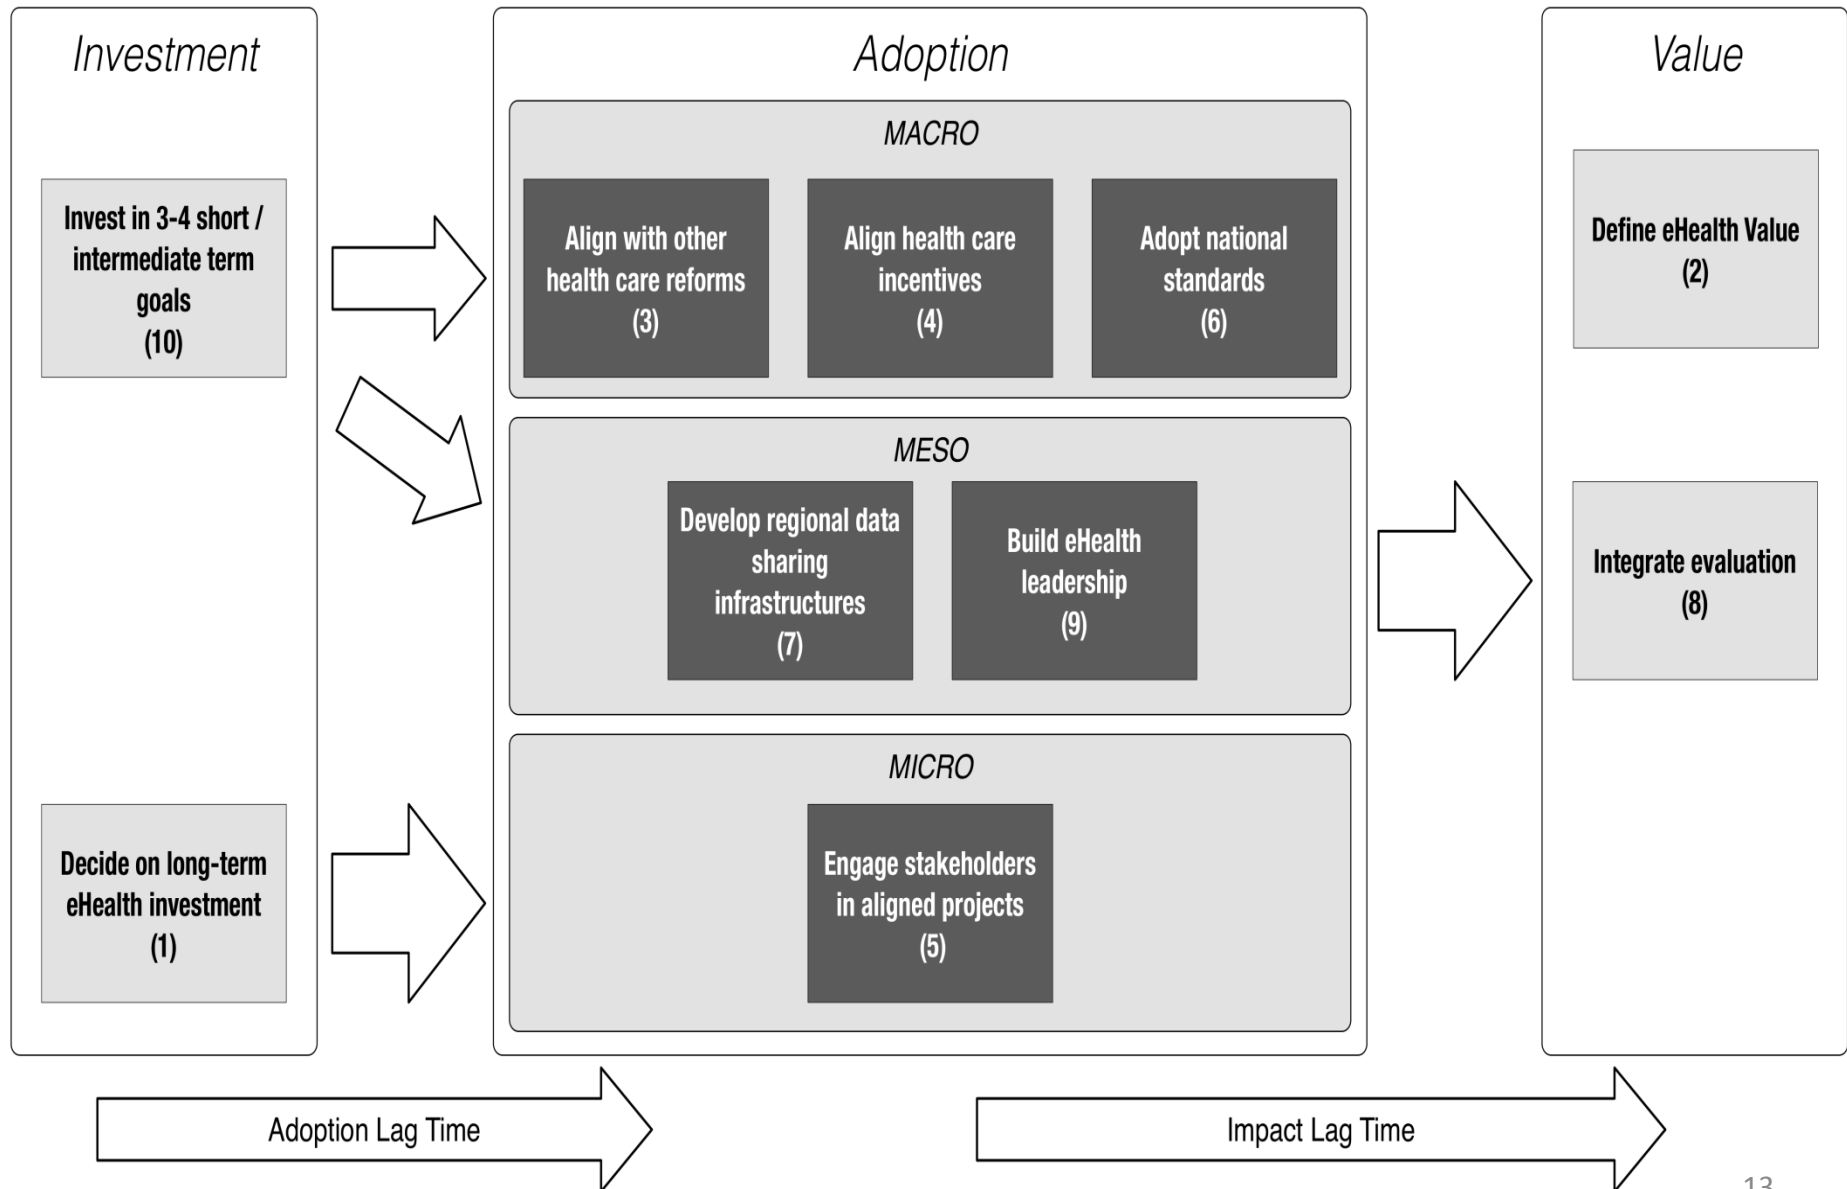 Investment
Invest in 3-4 short /
intermediate term
goals
(10)
Decide on long-term
eHealth investment
(1)
Adoption
MACRO
Align with other
health care reforms
(3)
Align health care
incentives
(4)
Adopt national
standards
(6)
MESO
Develop regional data
sharing
infrastructures
(7)
Build eHealth
leadership
(9)
MICRO
Engage stakeholders
in aligned projects
(5)
Value
Define eHealth Value
(2)
Integrate evaluation
(8)
Adoption Lag Time
Impact Lag Time
13